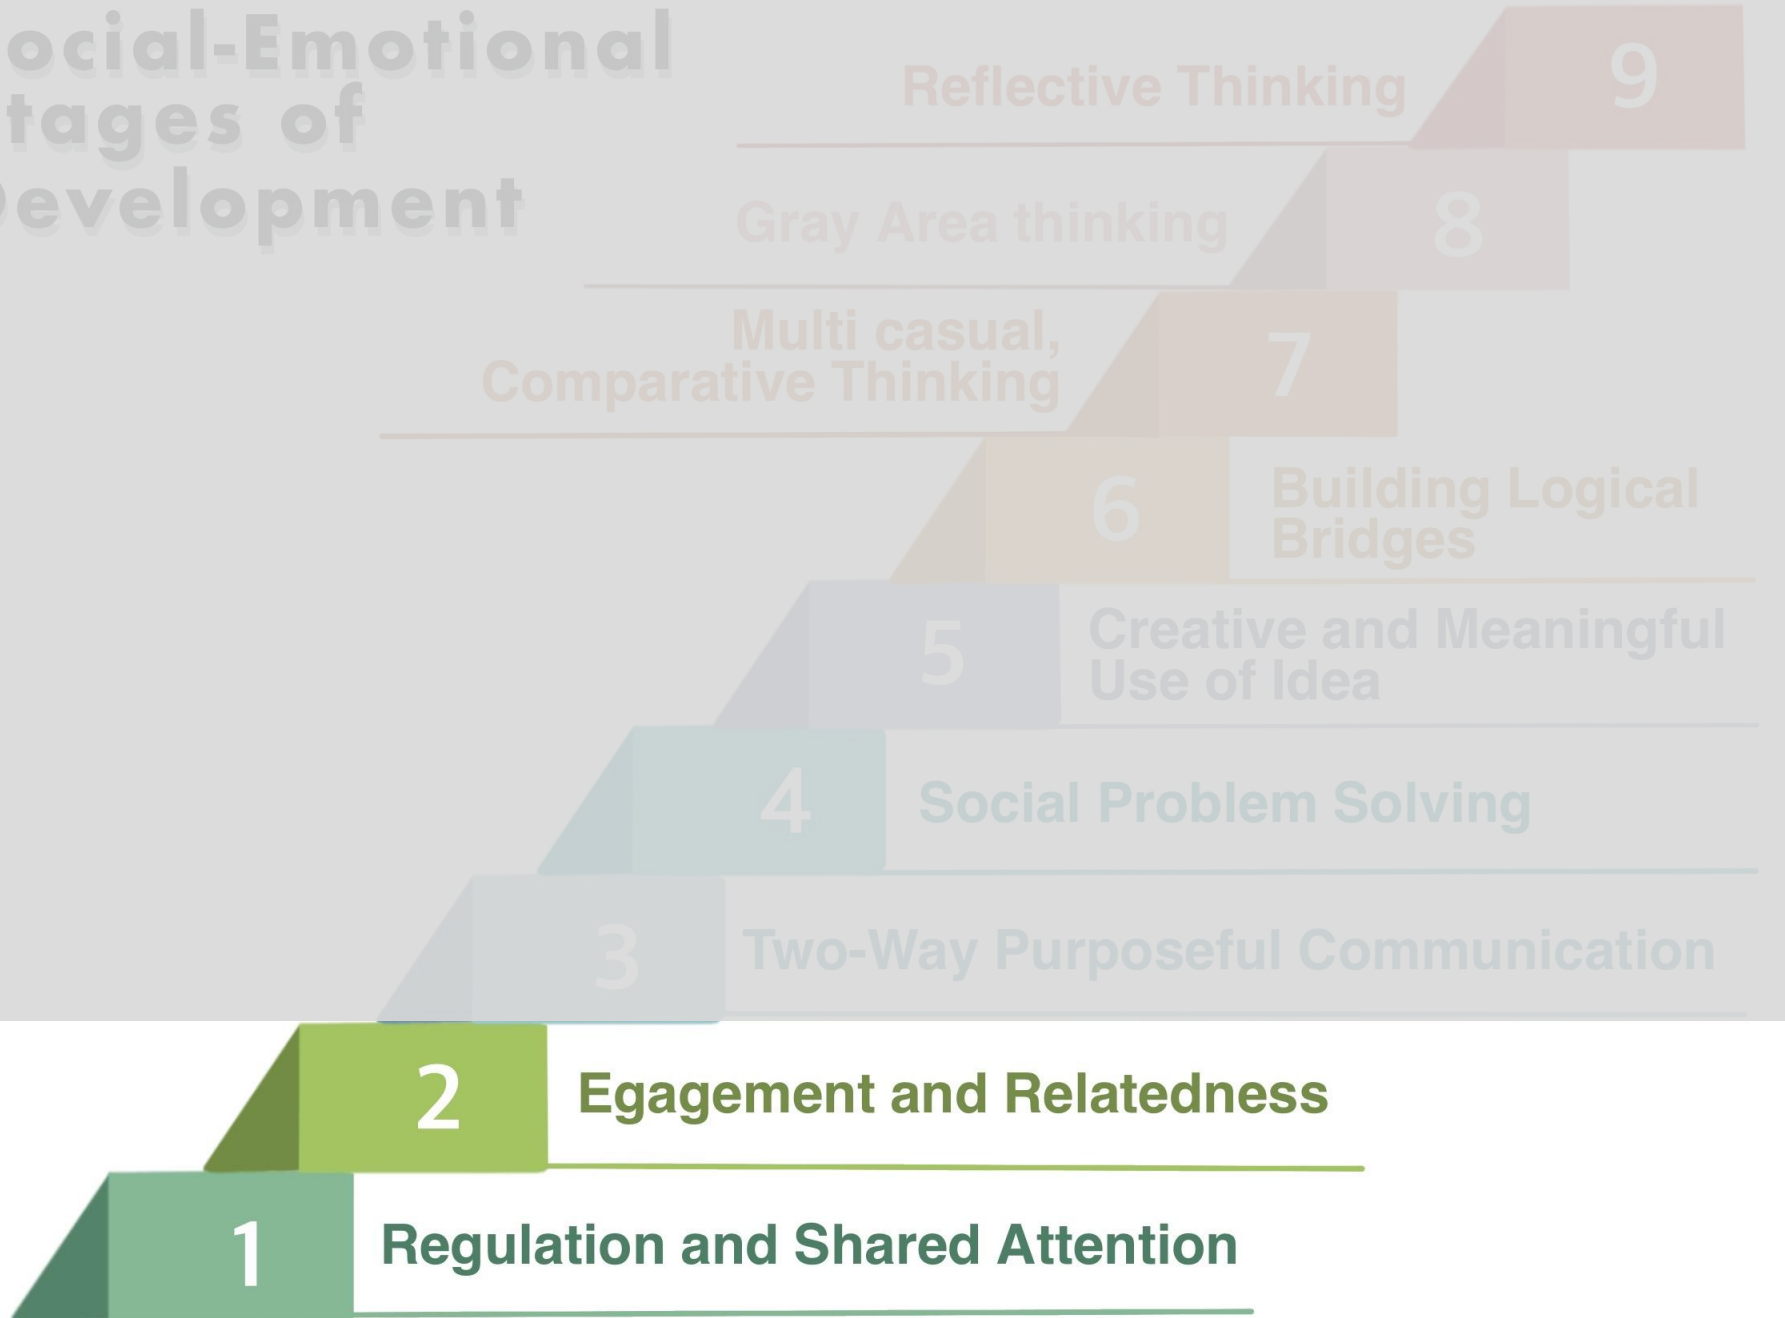 ocial-Emotional
tages of
evelopment
Reflective Thinking
9
Gray Area thinking
8
Multi casual,
Comparative Thinking
7
6
Building Logical
Bridges
5
Creative and Meaningful
Use of Idea
4
Social Problem Solving
3
Two-Way Purposeful Communication
2
Egagement and Relatedness
1
Regulation and Shared Attention